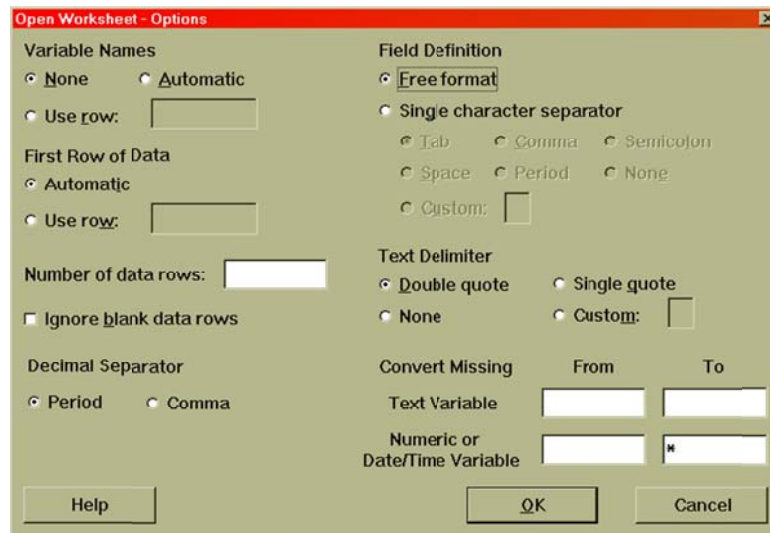 Open Worksheet - Options
Variable Names
None Automatic
Use row:
First Row of Data
Automatic
Use row:
Number of data rows:
Ignore blank data rows
Decimal Separator
Period Comma
Field Definition
Free format
Single character separator
Tab Comma Semicolon
Space Period None
Custom:
Text Delimiter
Double quote Single quote
None Custom:
Convert Missing From To
Text Variable
Numeric or
Date/Time Variable *
Help OK Cancel